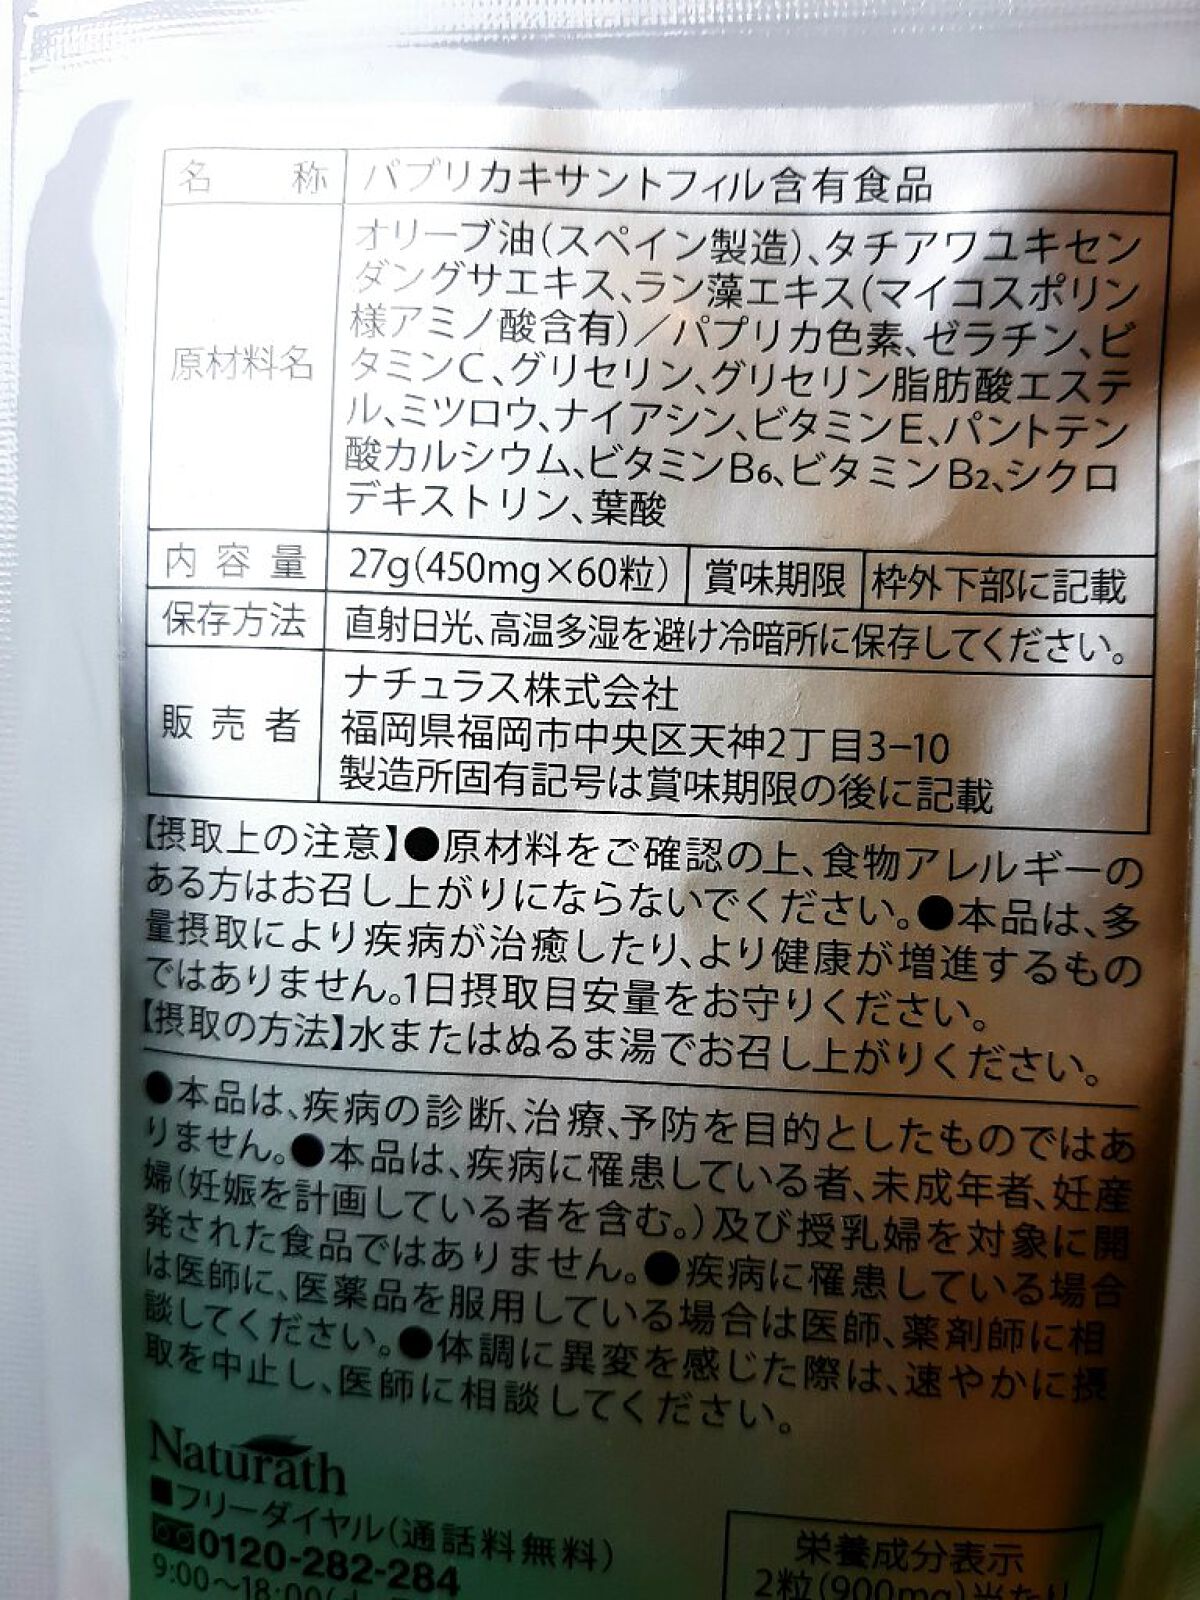 名称 パプリカキサントフィル含有食品
原材料名 オリーブ油(スペイン製造)、タチアワユキセン
ダングサエキス、ラン藻エキス(マイコスポリン
様アミノ酸含有)／パプリカ色素、ゼラチン、ビ
タミンC、グリセリン、グリセリン脂肪酸エステ
ル、ミツロウ、ナイアシン、ビタミンE、パントテン
酸カルシウム、ビタミンB6、ビタミンB2、シクロ
デキストリン、葉酸
内容量 27g(450mg×60粒) 賞味期限 枠外下部に記載
保存方法 直射日光、高温多湿を避け冷暗所に保存してください。
販売者 ナチュラス株式会社
福岡県福岡市中央区天神2丁目3-10
製造所固有記号は賞味期限の後に記載
【摂取上の注意】●原材料をご確認の上、食物アレルギーの
ある方はお召し上がりにならないでください。●本品は、多
量摂取により疾病が治癒したり、より健康が増進するもの
ではありません。1日摂取目安量をお守りください。
【摂取の方法】水またはぬるま湯でお召し上がりください。
●本品は、疾病の診断、治療、予防を目的としたものではあ
りません。●本品は、疾病に罹患している者、未成年者、妊産
婦(妊娠を計画している者を含む。)及び授乳婦を対象に開
発された食品ではありません。●疾病に罹患している場合
は医師に、医薬品を服用している場合は医師、薬剤師に相
談してください。●体調に異変を感じた際は、速やかに摂
取を中止し、医師に相談してください。
Naturath
■フリーダイヤル(通話料無料)
0120-282-284
9:00～18:00
栄養成分表示
2粒(900mg)当たり